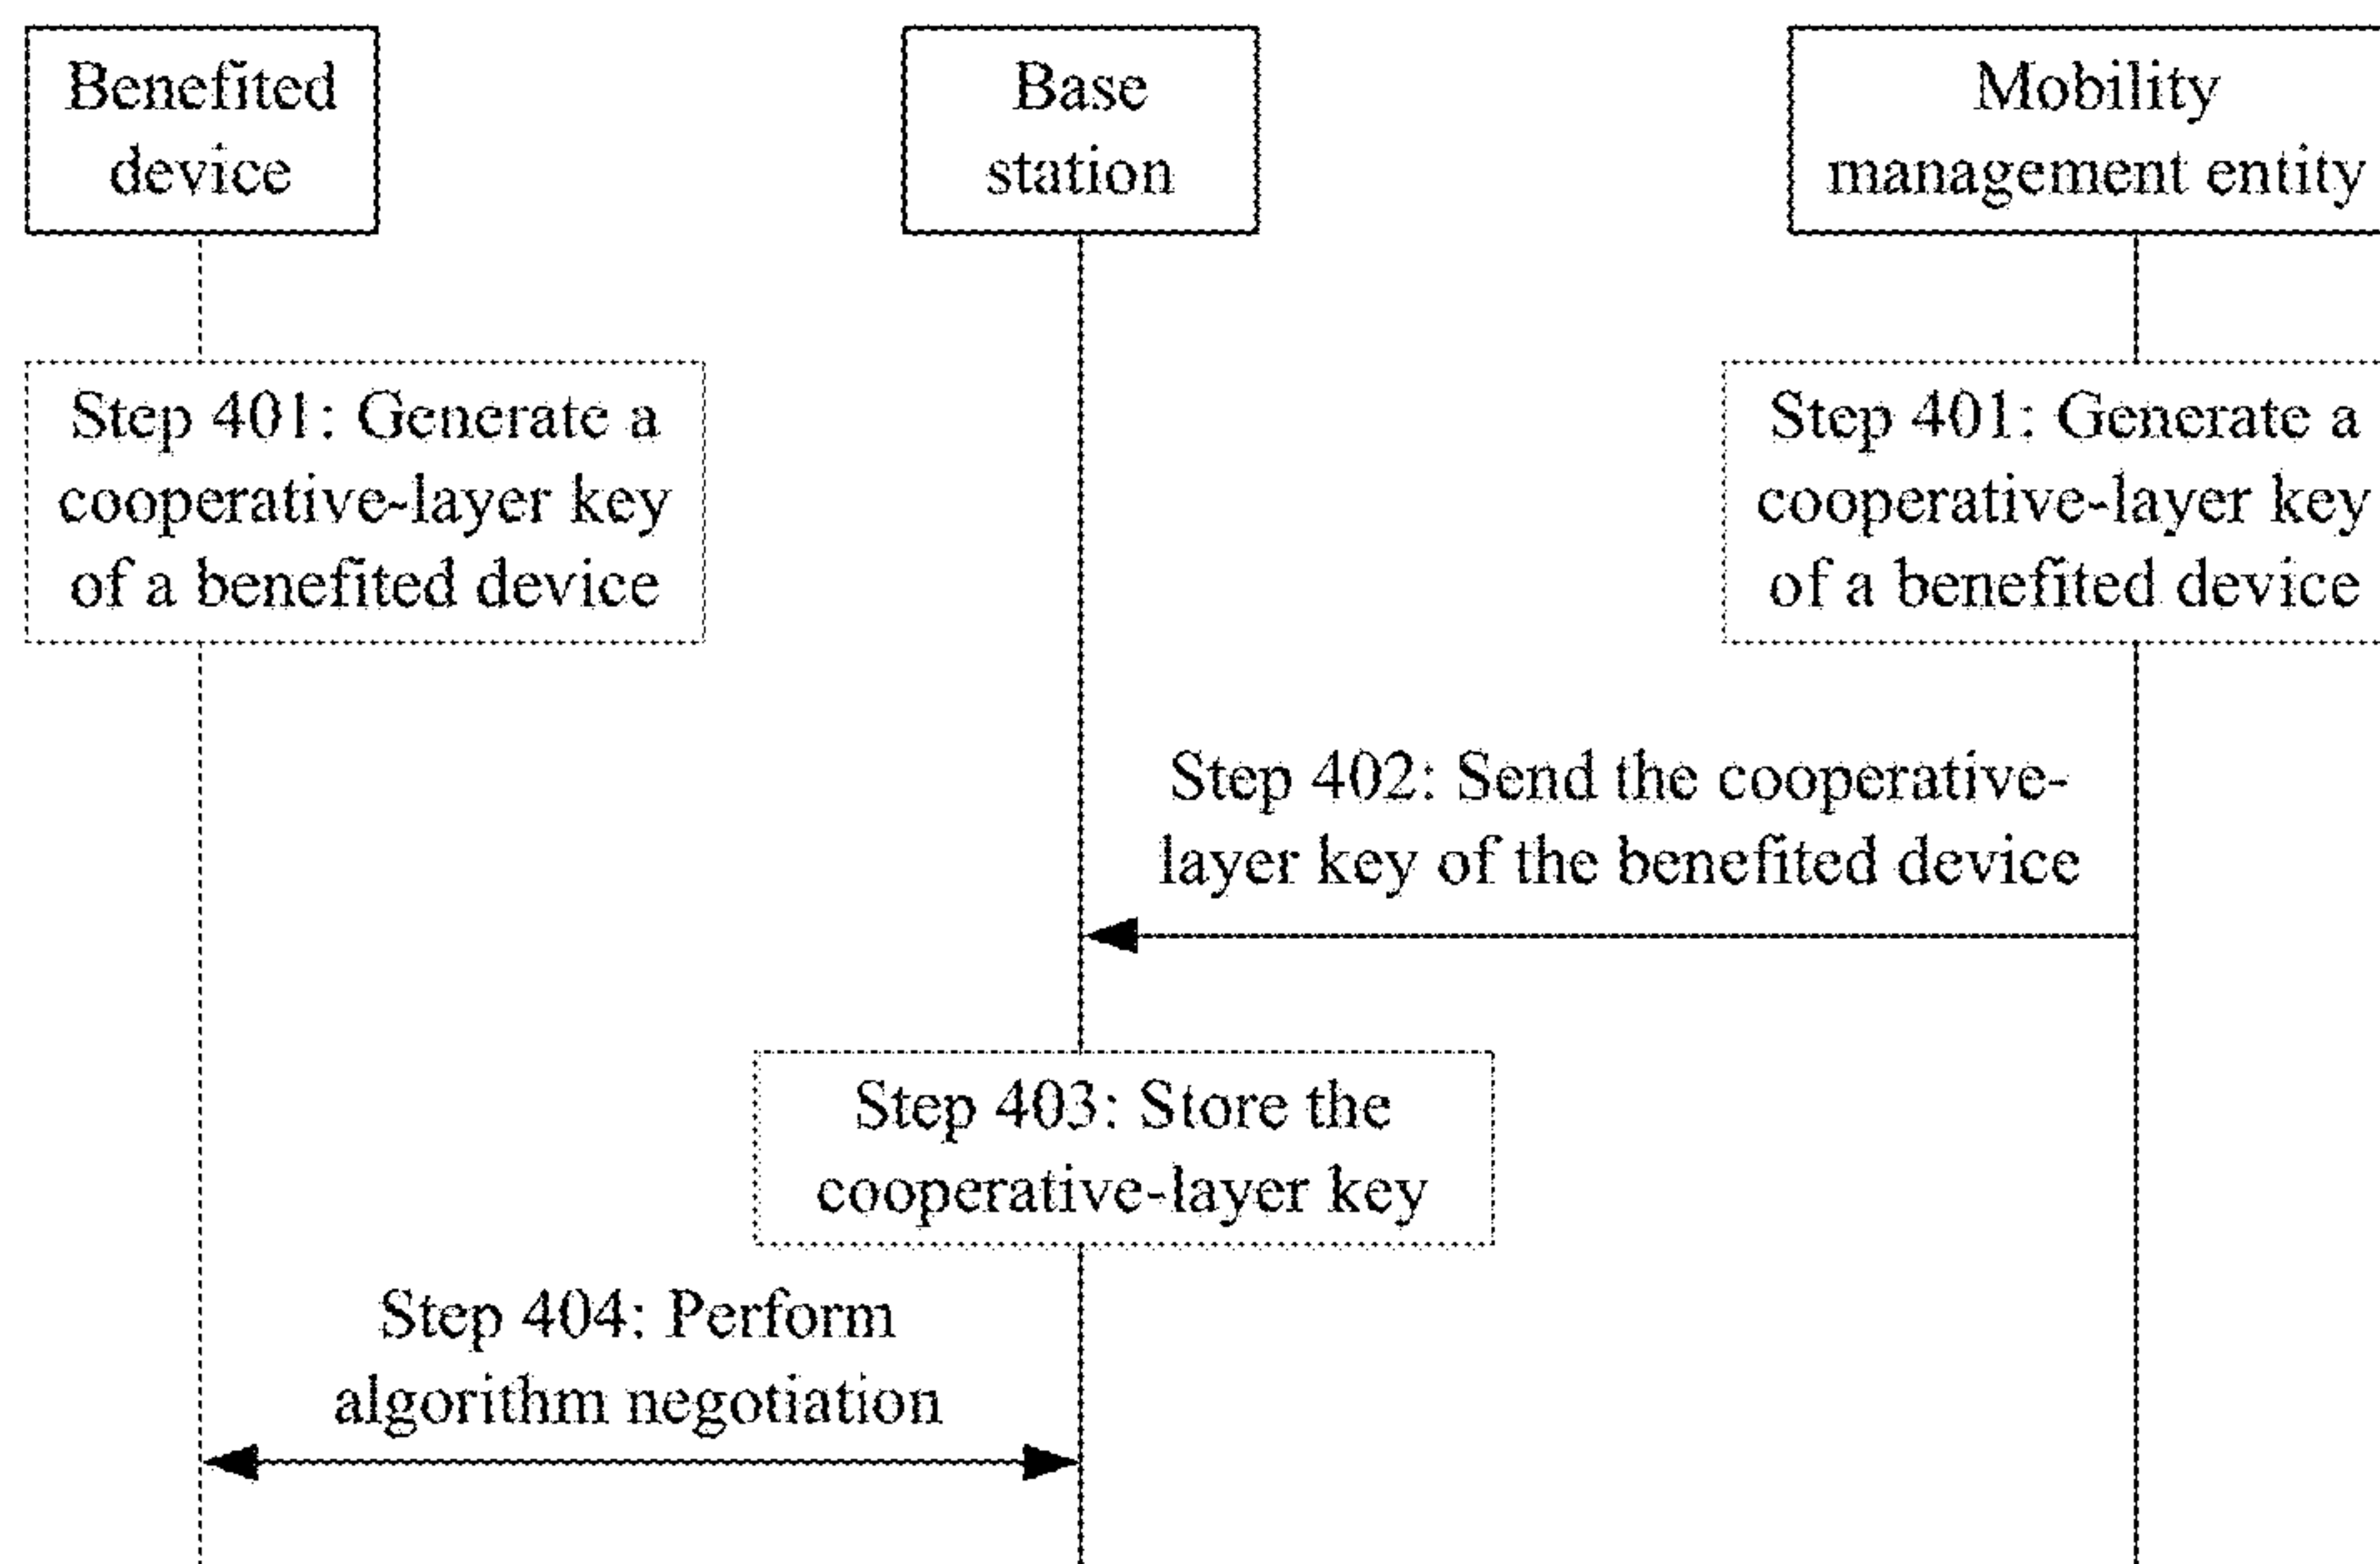 Benefited
device
Base
station
Mobility
management entity
Step 401: Generate a
cooperative-layer key
of a benefited device
Step 401: Generate a
cooperative-layer key
of a benefited device
Step 402: Send the cooperative-
layer key of the benefited device
Step 403: Store the
cooperative-layer key
Step 404: Perform
algorithm negotiation